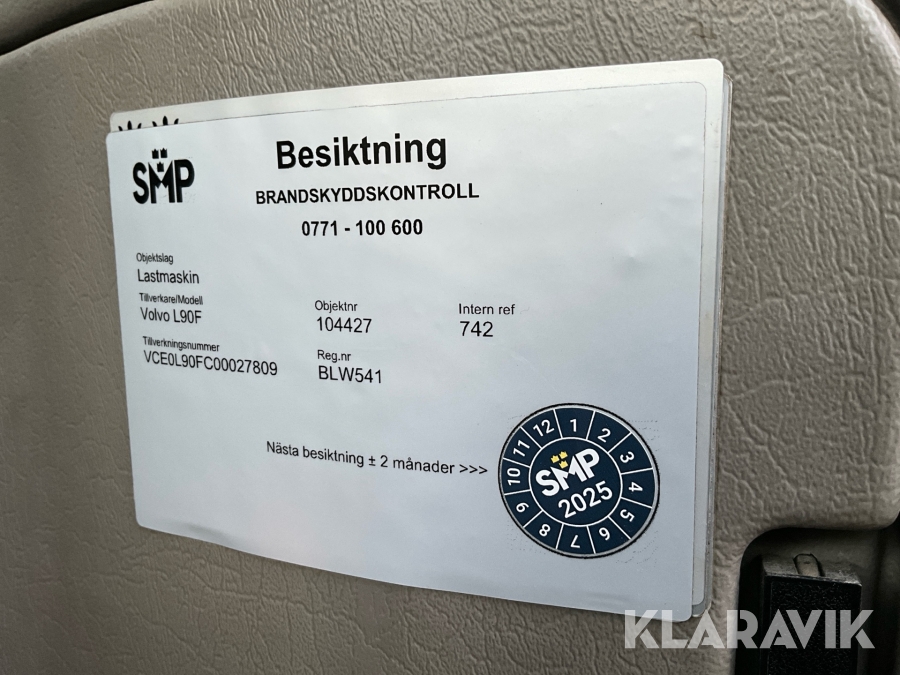 SMP
Besiktning
BRANDSKYDDSKONTROLL
0771 - 100 600
Objektslag
Lastmaskin
Tillverkare/Modell
Volvo L90F
Objektnr
104427
Intern ref
742
Tillverkningsnummer
VCE0L90FC00027809
Reg.nr
BLW541
Nästa besiktning ± 2 månader >>>
1 2 3 4 5 6 7 8 9 10 11 12
SMP
2025
KLARAVIK